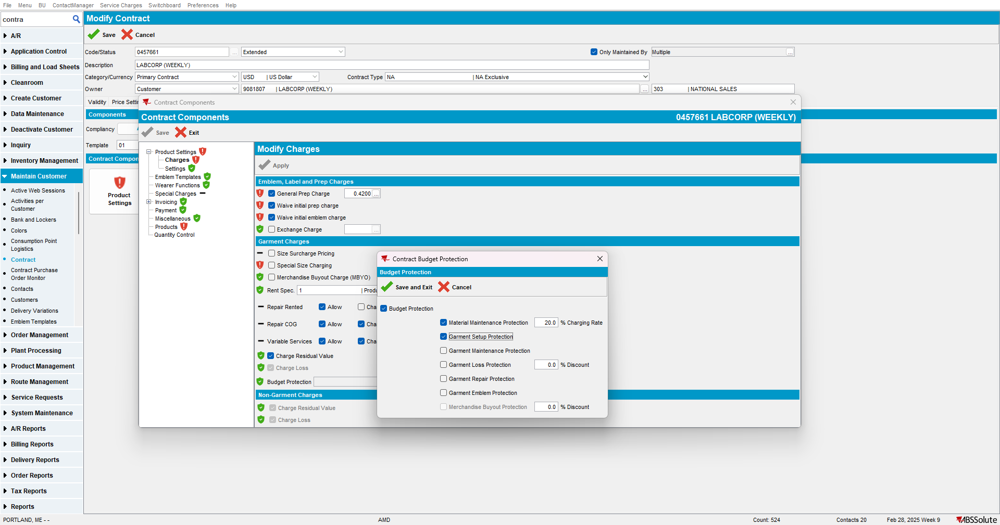 File Menu BU ContactManager Service Charges Switchboard Preferences Help
contra
A/R
Application Control
Billing and Load Sheets
Cleanroom
Create Customer
Data Maintenance
Deactivate Customer
Inquiry
Inventory Management
Maintain Customer
Active Web Sessions
Activities per
Customer
Bank and Lockers
Colors
Consumption Point
Logistics
Contract
Contract Purchase
Order Monitor
Contacts
Customers
Delivery Variations
Emblem Templates
Order Management
Plant Processing
Product Management
Route Management
Service Requests
System Maintenance
A/R Reports
Billing Reports
Delivery Reports
Order Reports
Tax Reports
Reports
Modify Contract
Save Cancel
Code/Status 0457661 ... Extended Only Maintained By Multiple ...
Description LABCORP (WEEKLY)
Category/Currency Primary Contract USD | US Dollar Contract Type NA | NA Exclusive
Owner Customer 9081807 | LABCORP (WEEKLY) ... 303 | NATIONAL SALES
Validity Price Setti
Components
Compliancy
Template 01
Contract Compon
Product
Settings
Contract Components
Contract Components 0457661 LABCORP (WEEKLY)
Save Exit
Product Settings
Charges
Settings
Emblem Templates
Wearer Functions
Special Charges
Invoicing
Payment
Miscellaneous
Products
Quantity Control
Modify Charges
Apply
Emblem, Label and Prep Charges
General Prep Charge 0.4200 ...
Waive initial prep charge
Waive initial emblem charge
Exchange Charge ...
Garment Charges
Size Surcharge Pricing
Special Size Charging
Merchandise Buyout Charge (MBYO)
Rent Spec. 1 | Produ
Repair Rented Allow Cha
Repair COG Allow Cha
Variable Services Allow Cha
Charge Residual Value
Charge Loss
Budget Protection
Non-Garment Charges
Charge Residual Value
Charge Loss
Contract Budget Protection
Budget Protection
Save and Exit Cancel
Budget Protection
Material Maintenance Protection 20.0 % Charging Rate
Garment Setup Protection
Garment Maintenance Protection
Garment Loss Protection 0.0 % Discount
Garment Repair Protection
Garment Emblem Protection
Merchandise Buyout Protection 0.0 % Discount
PORTLAND, ME - - AMD Count: 524 Contacts 20 Feb 28, 2025 Week 9 ABSSolute